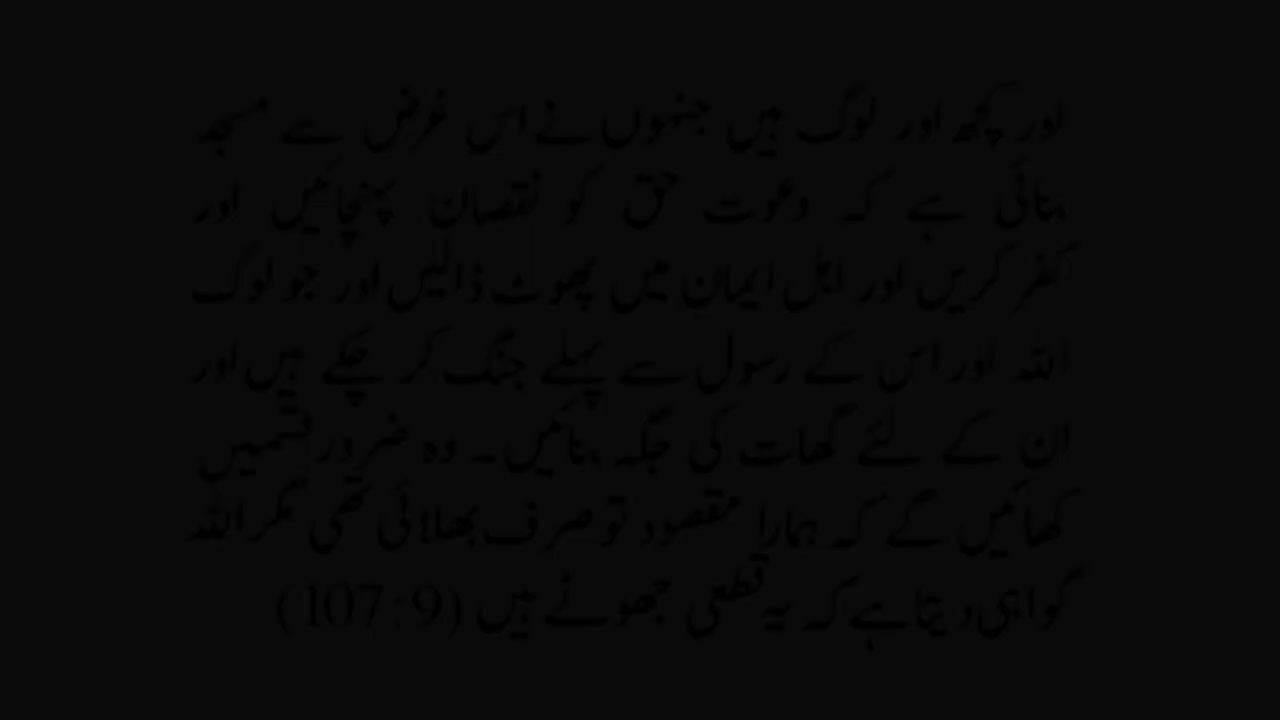 اور کچھ اور لوگ ہیں جنہوں نے اس غرض سے مسجد
بنائی ہے کہ دعوت حق کو نقصان پہنچائیں اور
کفر کریں اور اہل ایمان میں پھوٹ ڈالیں اور جو لوگ
اللہ اور اس کے رسول سے پہلے جنگ کر چکے ہیں اور
ان کے لئے گھات کی جگہ بنائیں۔ وہ ضرور قسمیں
کھائیں گے کہ ہمارا مقصود تو صرف بھلائی تھی مگر اللہ
گواہی دیتا ہے کہ یہ قطعی جھوٹے ہیں (107:9)